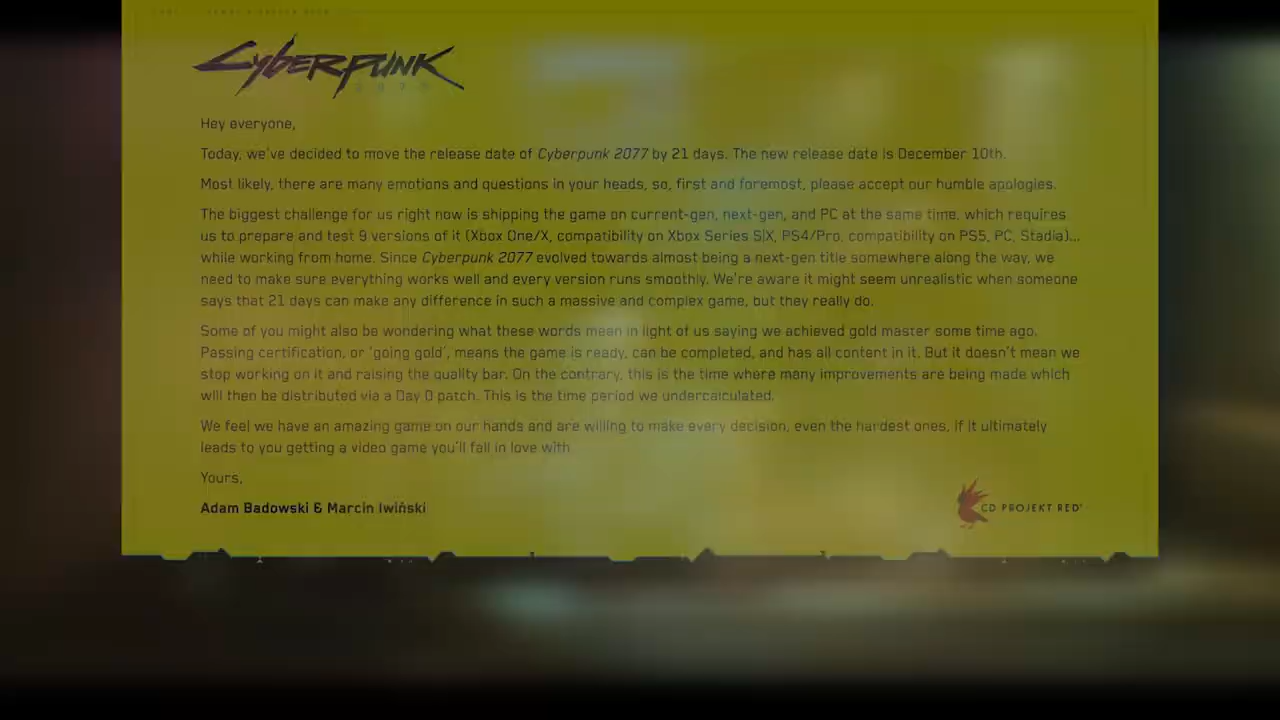 Cyberpunk
2077
Hey everyone,
Today, we've decided to move the release date of Cyberpunk 2077 by 21 days. The new release date is December 10th.
Most likely, there are many emotions and questions in your heads, so, first and foremost, please accept our humble apologies.
The biggest challenge for us right now is shipping the game on current-gen, next-gen, and PC at the same time, which requires
us to prepare and test 9 versions of it (Xbox One/X, compatibility on Xbox Series S|X, PS4/Pro, compatibility on PS5, PC, Stadia)...
while working from home. Since Cyberpunk 2077 evolved towards almost being a next-gen title somewhere along the way, we
need to make sure everything works well and every version runs smoothly. We're aware it might seem unrealistic when someone
says that 21 days can make any difference in such a massive and complex game, but they really do.
Some of you might also be wondering what these words mean in light of us saying we achieved gold master some time ago.
Passing certification, or 'going gold', means the game is ready, can be completed, and has all content in it. But it doesn't mean we
stop working on it and raising the quality bar. On the contrary, this is the time where many improvements are being made which
will then be distributed via a Day 0 patch. This is the time period we undercalculated.
We feel we have an amazing game on our hands and are willing to make every decision, even the hardest ones, if it ultimately
leads to you getting a video game you'll fall in love with.
Yours,
Adam Badowski & Marcin Iwiński
CD PROJEKT RED®